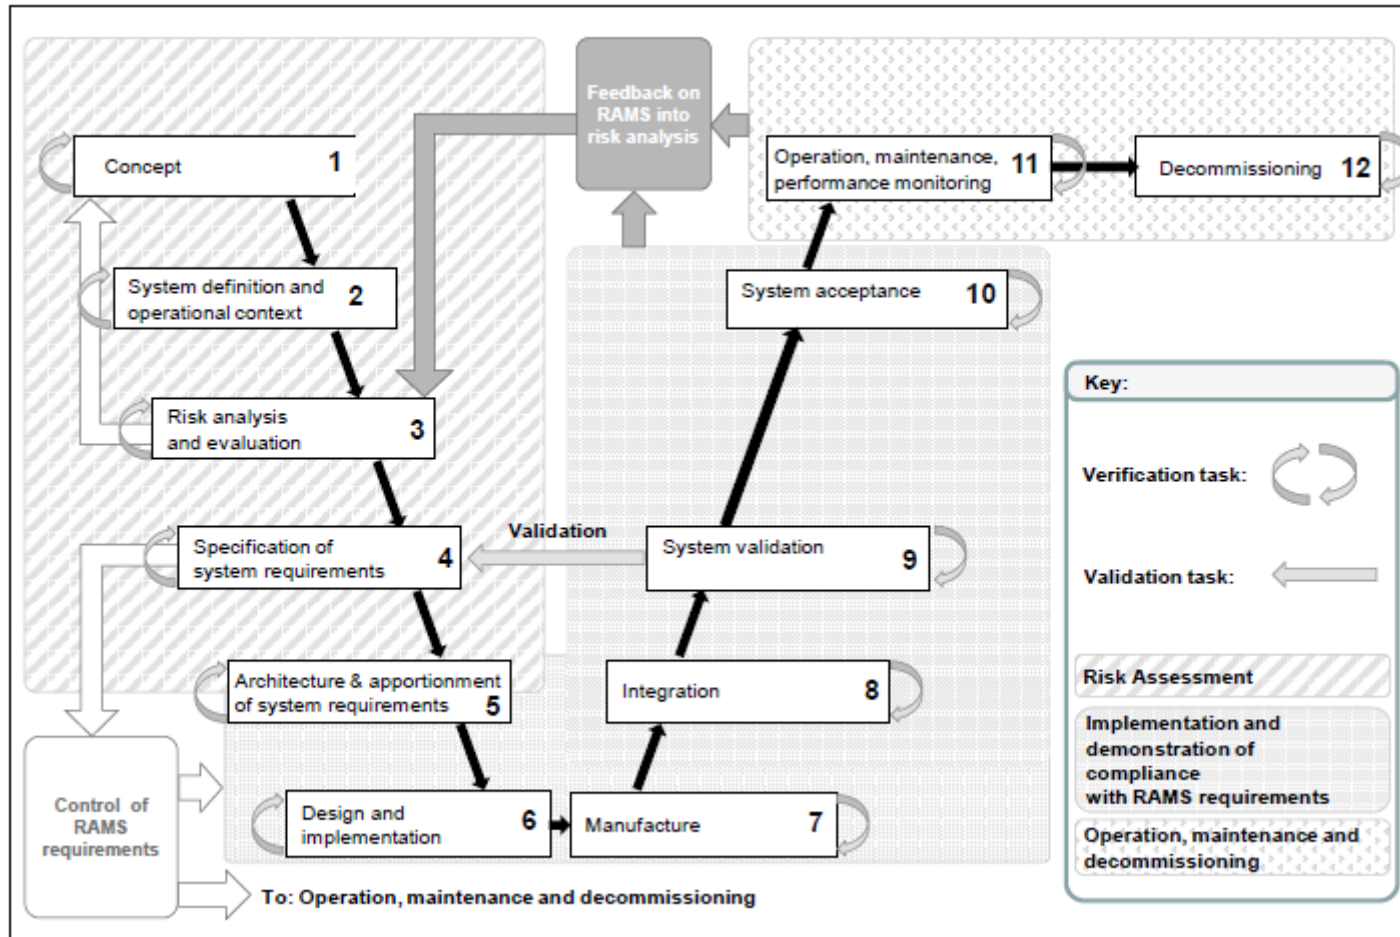 Concept 1
System definition and 2
operational context
Risk analysis
and evaluation 3
Specification of
system requirements 4
Architecture & apportionment
of system requirements 5
Design and
implementation 6
Manufacture 7
Integration 8
System validation 9
Validation
System acceptance 10
Operation, maintenance,
performance monitoring 11
Decommissioning 12
Feedback on
RAMS into
risk analysis
Control of
RAMS
requirements
To: Operation, maintenance and decommissioning
Key:
Verification task:
Validation task:
Risk Assessment
Implementation and
demonstration of
compliance
with RAMS requirements
Operation, maintenance and
decommissioning